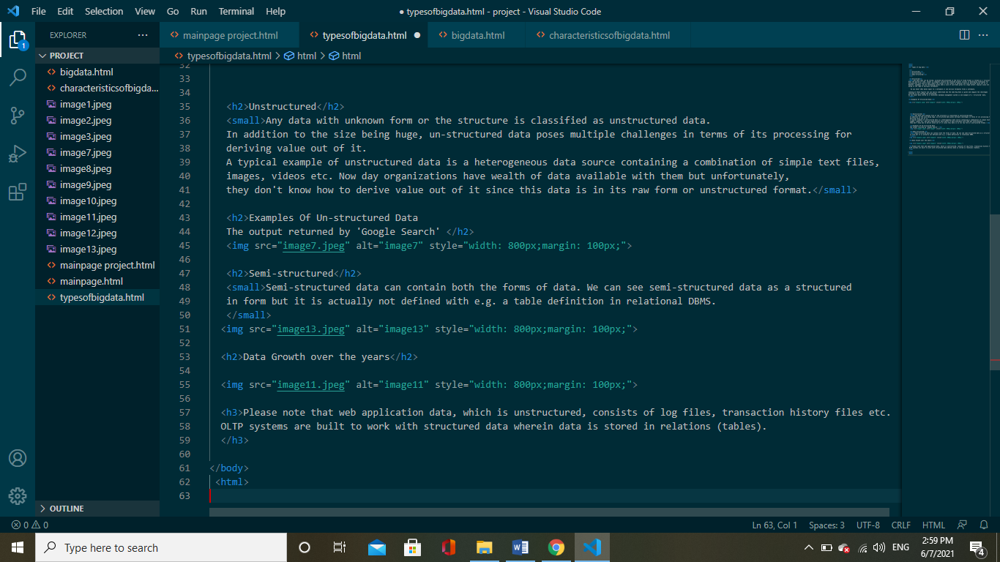 File Edit Selection View Go Run Terminal Help
● typesofbigdata.html - project - Visual Studio Code
EXPLORER
mainpage project.html
typesofbigdata.html
bigdata.html
characteristicsofbigdata.html
PROJECT
typesofbigdata.html > html > html
bigdata.html
characteristicsofbigda...
image1.jpeg
image2.jpeg
image3.jpeg
image7.jpeg
image8.jpeg
image9.jpeg
image10.jpeg
image11.jpeg
image12.jpeg
image13.jpeg
mainpage project.html
mainpage.html
typesofbigdata.html
OUTLINE
32
33
34
35 <h2>Unstructured</h2>
36 <small>Any data with unknown form or the structure is classified as unstructured data.
37 In addition to the size being huge, un-structured data poses multiple challenges in terms of its processing for
38 deriving value out of it.
39 A typical example of unstructured data is a heterogeneous data source containing a combination of simple text files,
40 images, videos etc. Now day organizations have wealth of data available with them but unfortunately,
41 they don't know how to derive value out of it since this data is in its raw form or unstructured format.</small>
42
43 <h2>Examples Of Un-structured Data
44 The output returned by 'Google Search' </h2>
45 <img src="image7.jpeg" alt="image7" style="width: 800px;margin: 100px;">
46
47 <h2>Semi-structured</h2>
48 <small>Semi-structured data can contain both the forms of data. We can see semi-structured data as a structured
49 in form but it is actually not defined with e.g. a table definition in relational DBMS.
50 </small>
51 <img src="image13.jpeg" alt="image13" style="width: 800px;margin: 100px;">
52
53 <h2>Data Growth over the years</h2>
54
55 <img src="image11.jpeg" alt="image11" style="width: 800px;margin: 100px;">
56
57 <h3>Please note that web application data, which is unstructured, consists of log files, transaction history files etc.
58 OLTP systems are built to work with structured data wherein data is stored in relations (tables).
59 </h3>
60
61 </body>
62 <html>
63
1
0 0
Ln 63, Col 1 Spaces: 3 UTF-8 CRLF HTML
Type here to search
ENG
2:59 PM
6/7/2021
4